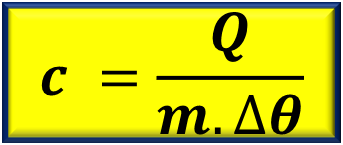 c = Q / m. Δθ